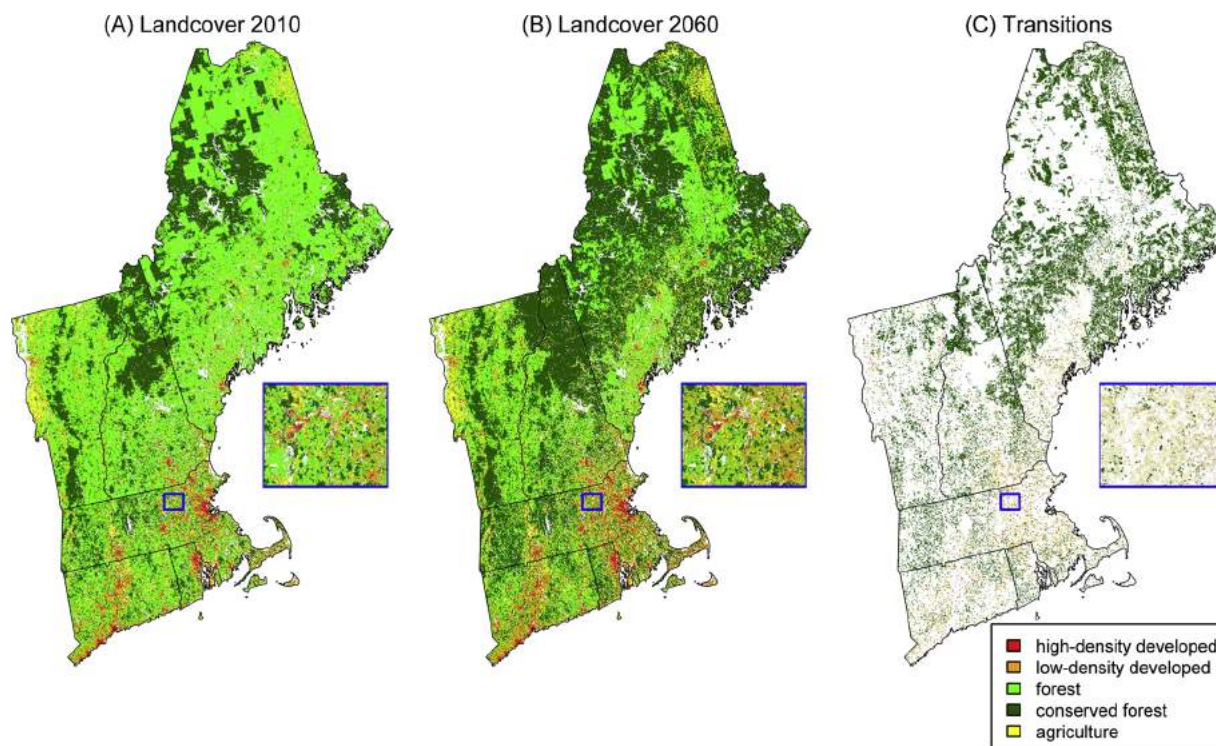 (A) Landcover 2010
(B) Landcover 2060
(C) Transitions
high-density developed
low-density developed
forest
conserved forest
agriculture